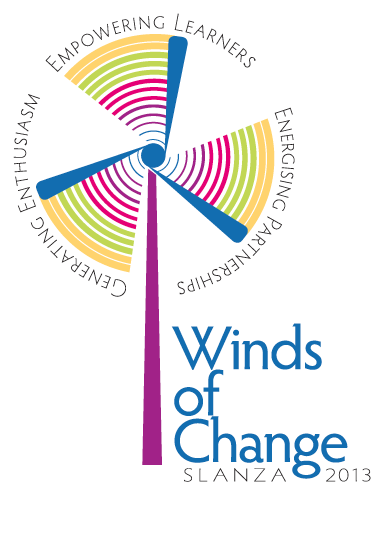 EMPOWERING LEARNERS
ENERGISING PARTNERSHIPS
GENERATING ENTHUSIASM
Winds
of
Change
SLANZA 2013